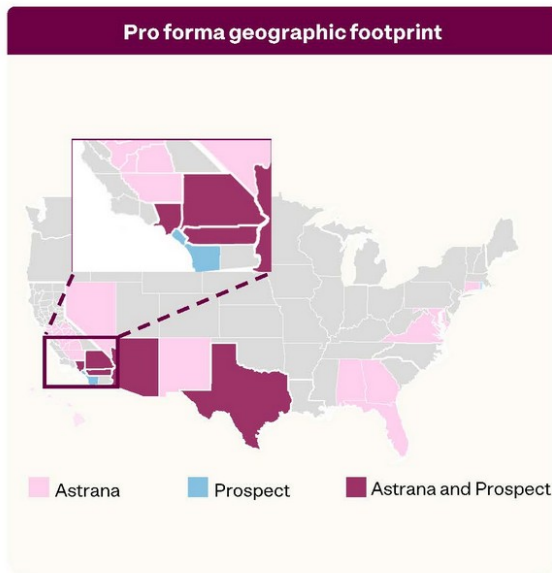 Pro forma geographic footprint
Astrana
Prospect
Astrana and Prospect